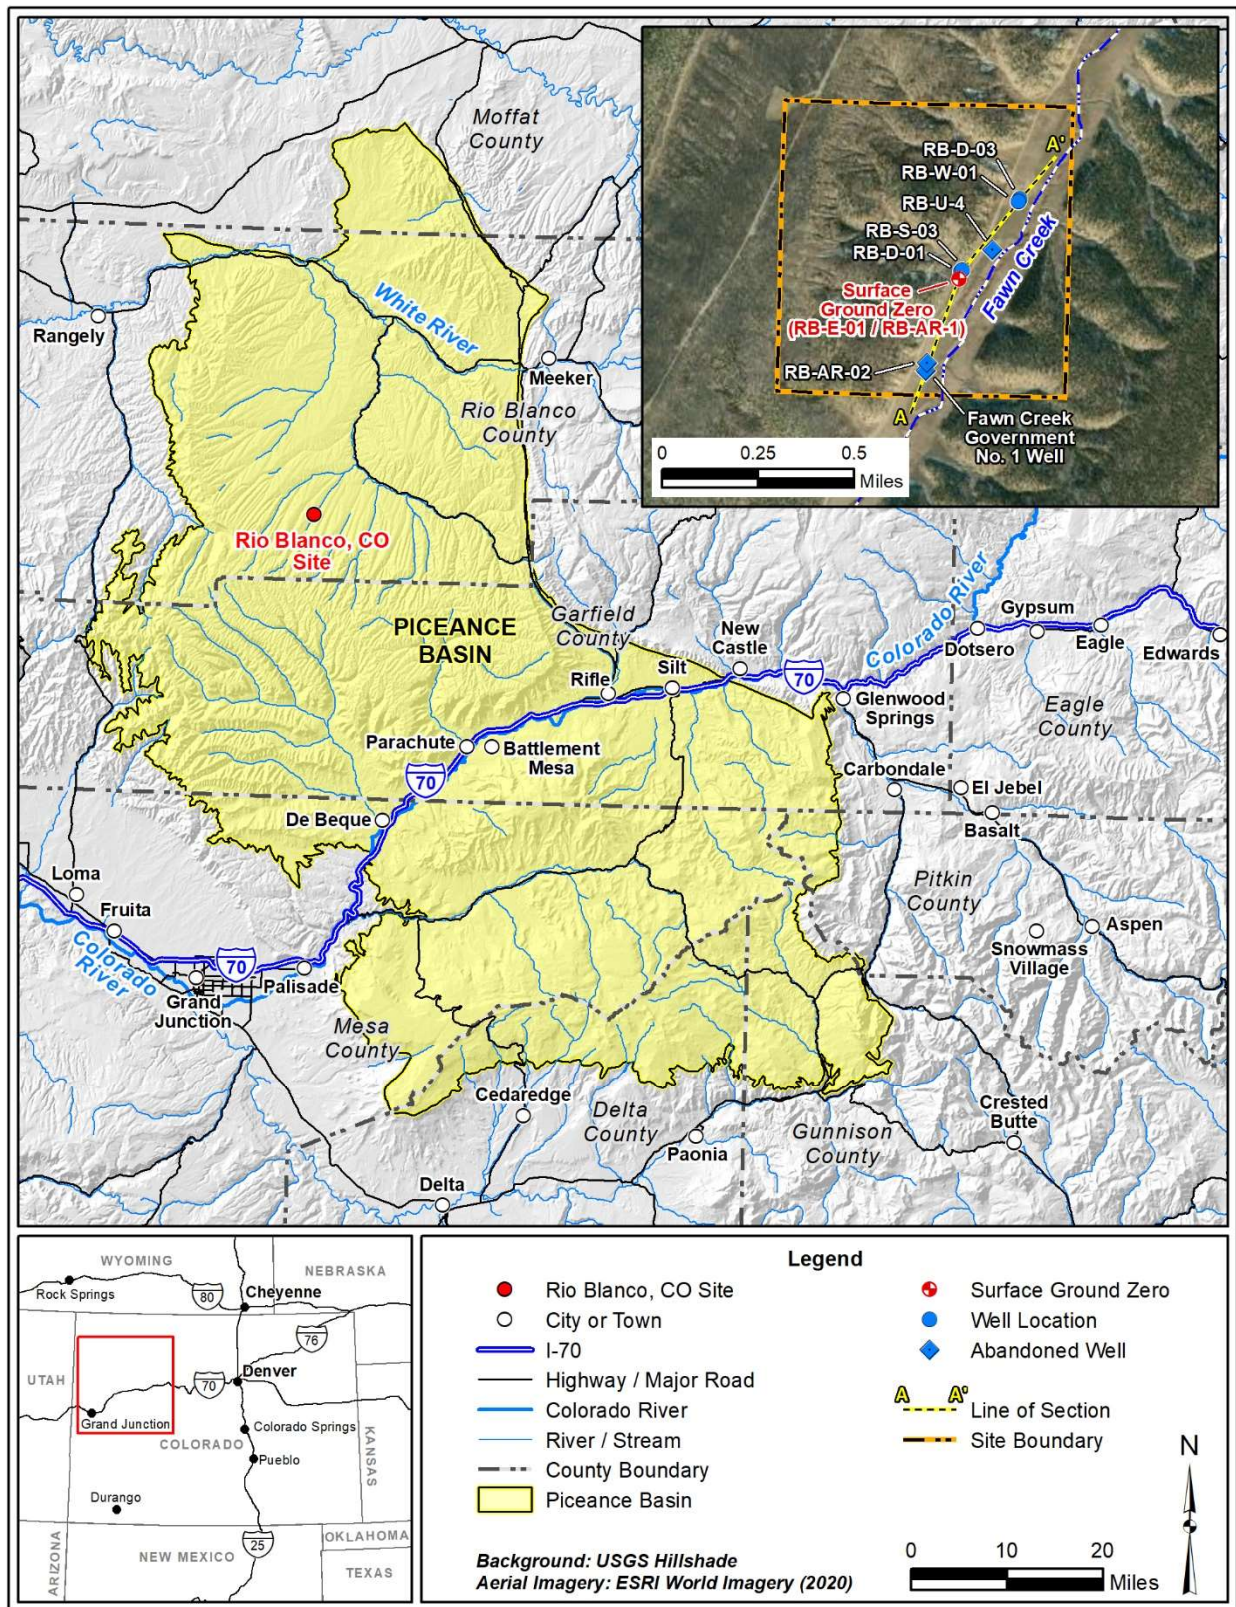 Moffat
County
Rangely
White River
Meeker
Rio Blanco
County
Rio Blanco, CO
Site
PICEANCE
BASIN
Garfield
County
New
Castle
Silt
Rifle
70
Colorado River
Gypsum
Dotsero
Eagle
Edwards
Glenwood
Springs
Eagle
County
Parachute
Battlement
Mesa
70
Carbondale
El Jebel
Basalt
De Beque
Loma
Fruita
Colorado
River
70
Grand
Junction
Palisade
Mesa
County
Pitkin
County
Aspen
Snowmass
Village
Cedaredge
Delta
County
Paonia
Gunnison
County
Crested
Butte
Delta
A'
RB-D-03
RB-W-01
RB-U-4
RB-S-03
RB-D-01
Surface
Ground Zero
(RB-E-01 / RB-AR-1)
Fawn Creek
RB-AR-02
A
Fawn Creek
Government
No. 1 Well
0 0.25 0.5
Miles
WYOMING
NEBRASKA
Rock Springs
80
Cheyenne
76
UTAH
70
Denver
Grand Junction
COLORADO
Colorado Springs
KANSAS
Pueblo
Durango
ARIZONA
NEW MEXICO
25
OKLAHOMA
TEXAS
Legend
Rio Blanco, CO Site
City or Town
I-70
Highway / Major Road
Colorado River
River / Stream
County Boundary
Piceance Basin
Surface Ground Zero
Well Location
Abandoned Well
A A'
Line of Section
Site Boundary
N
Background: USGS Hillshade
Aerial Imagery: ESRI World Imagery (2020)
0 10 20
Miles